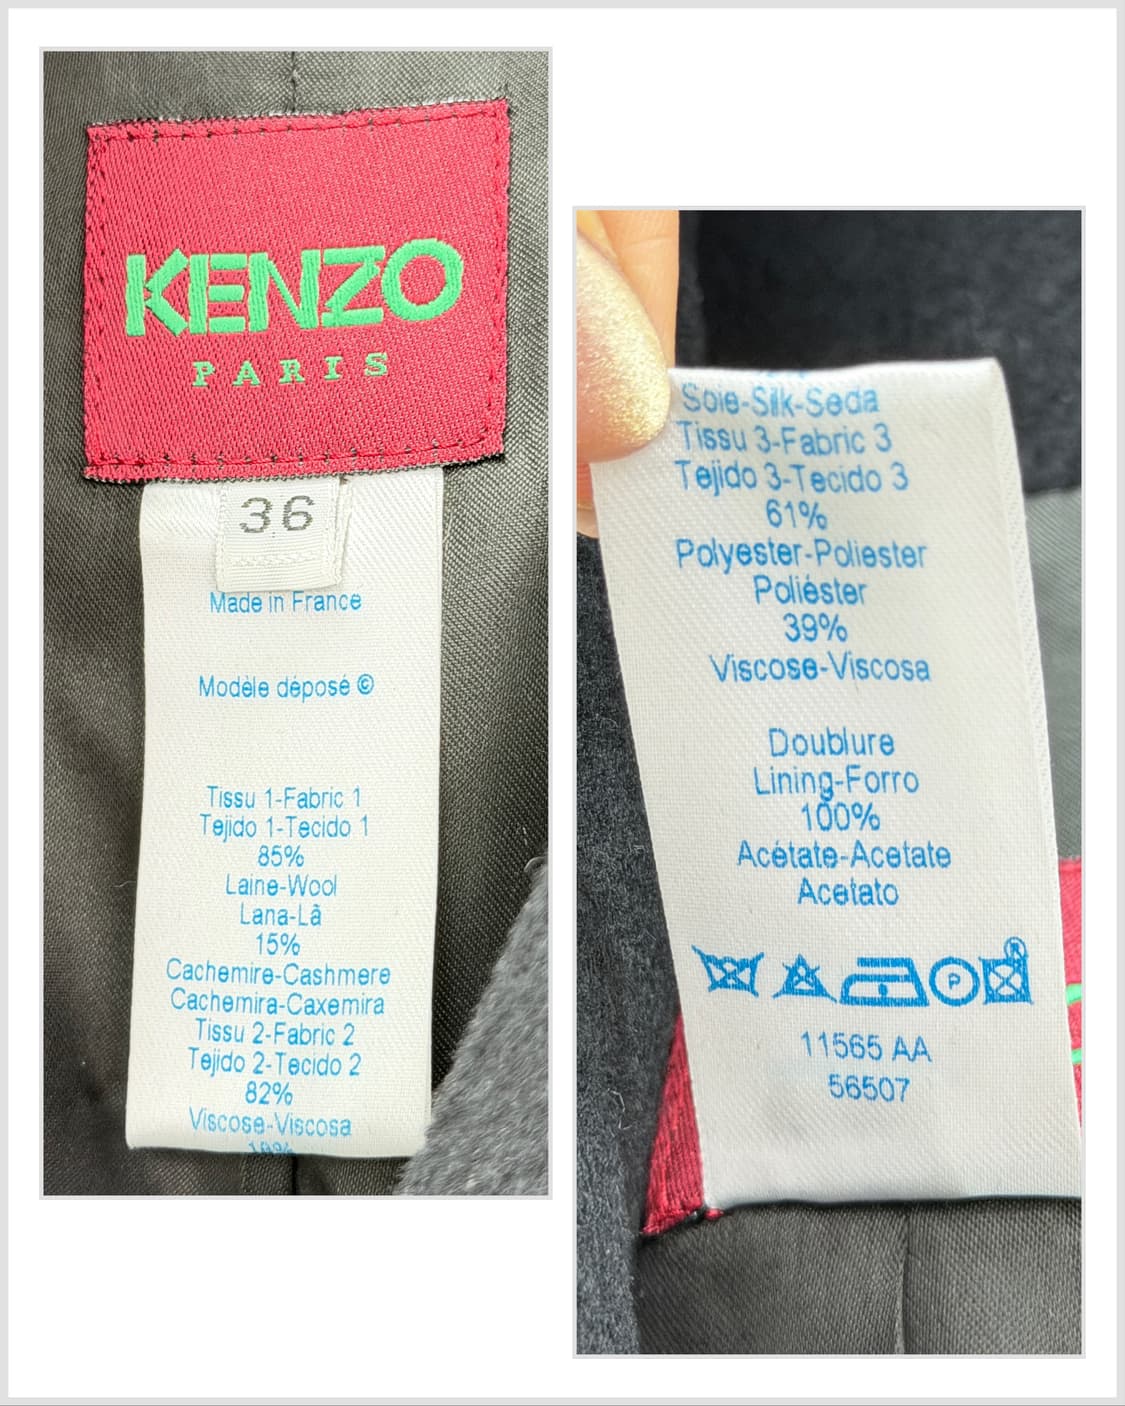 KENZO
PARIS
36
Made in France
Modèle déposé ©
Tissu 1-Fabric 1
Tejido 1-Tecido 1
85%
Laine-Wool
Lana-Lã
15%
Cachemire-Cashmere
Cachemira-Caxemira
Tissu 2-Fabric 2
Tejido 2-Tecido 2
82%
Viscose-Viscosa
Soie-Silk-Seda
Tissu 3-Fabric 3
Tejido 3-Tecido 3
61%
Polyester-Poliester
Poliéster
39%
Viscose-Viscosa
Doublure
Lining-Forro
100%
Acétate-Acetate
Acetato
P
11565 AA
56507